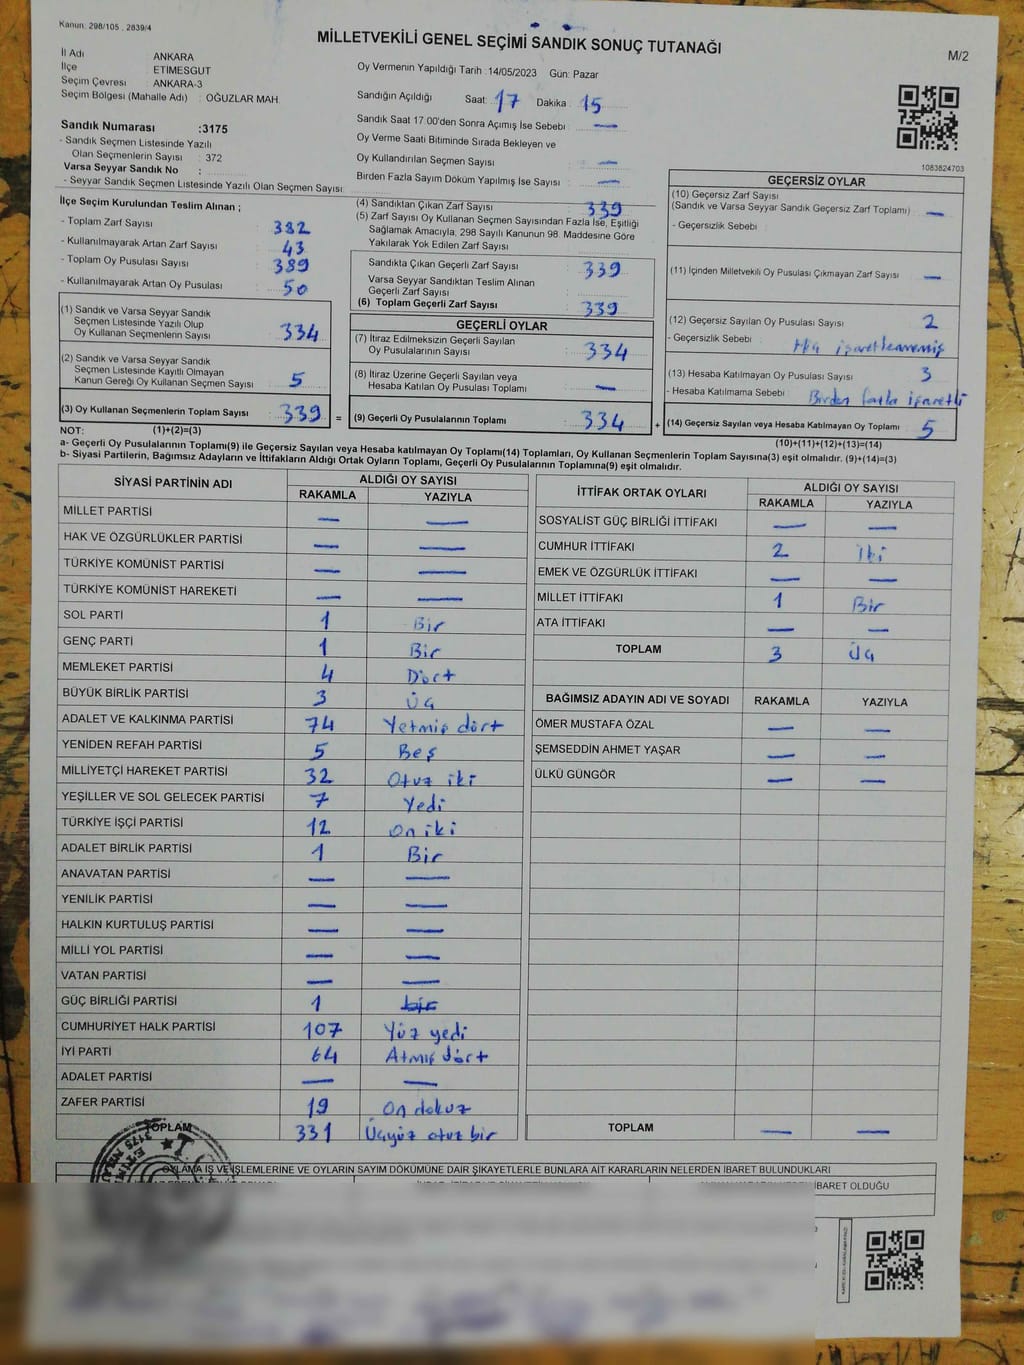 Kanun: 298/105 , 2839/4
MİLLETVEKİLİ GENEL SEÇİMİ SANDIK SONUÇ TUTANAĞI
M/2
İl Adı : ANKARA
İlçe : ETİMESGUT
Seçim Çevresi : ANKARA-3
Seçim Bölgesi (Mahalle Adı) : OĞUZLAR MAH.
Sandık Numarası :3175
- Sandık Seçmen Listesinde Yazılı
Olan Seçmenlerin Sayısı : 372
Varsa Seyyar Sandık No :
- Seyyar Sandık Seçmen Listesinde Yazılı Olan Seçmen Sayısı:
Oy Vermenin Yapıldığı Tarih :14/05/2023 Gün: Pazar
Sandığın Açıldığı Saat: 17 Dakika : 15
Sandık Saat 17.00'den Sonra Açımış İse Sebebi : —
Oy Verme Saati Bitiminde Sırada Bekleyen ve
Oy Kullandırılan Seçmen Sayısı : —
Birden Fazla Sayım Döküm Yapılmış İse Sayısı : —
1083824703
İlçe Seçim Kurulundan Teslim Alınan ;
- Toplam Zarf Sayısı : 382
- Kullanılmayarak Artan Zarf Sayısı : 43
- Toplam Oy Pusulası Sayısı : 389
- Kullanılmayarak Artan Oy Pusulası : 50
(1) Sandık ve Varsa Seyyar Sandık
Seçmen Listesinde Yazılı Olup
Oy Kullanan Seçmenlerin Sayısı : 334
(2) Sandık ve Varsa Seyyar Sandık
Seçmen Listesinde Kayıtlı Olmayan
Kanun Gereği Oy Kullanan Seçmen Sayısı : 5
(3) Oy Kullanan Seçmenlerin Toplam Sayısı : 339 =
(4) Sandıktan Çıkan Zarf Sayısı : 339
(5) Zarf Sayısı Oy Kullanan Seçmen Sayısından Fazla İse, Eşitliği
Sağlamak Amacıyla, 298 Sayılı Kanunun 98. Maddesine Göre
Yakılarak Yok Edilen Zarf Sayısı :
Sandıkta Çıkan Geçerli Zarf Sayısı : 339
Varsa Seyyar Sandıktan Teslim Alınan
Geçerli Zarf Sayısı :
(6) Toplam Geçerli Zarf Sayısı : 339
GEÇERLİ OYLAR
(7) İtiraz Edilmeksizin Geçerli Sayılan
Oy Pusulalarının Sayısı : 334
(8) İtiraz Üzerine Geçerli Sayılan veya
Hesaba Katılan Oy Pusulası Toplamı : —
(9) Geçerli Oy Pusulalarının Toplamı : 334 +
GEÇERSİZ OYLAR
(10) Geçersiz Zarf Sayısı
(Sandık ve Varsa Seyyar Sandık Geçersiz Zarf Toplamı) : —
- Geçersizlik Sebebi :
(11) İçinden Milletvekili Oy Pusulası Çıkmayan Zarf Sayısı : —
(12) Geçersiz Sayılan Oy Pusulası Sayısı : 2
- Geçersizlik Sebebi : Hiç işaretlenmemiş
(13) Hesaba Katılmayan Oy Pusulası Sayısı : 3
- Hesaba Katılmama Sebebi : Birden fazla işaretli
(14) Geçersiz Sayılan veya Hesaba Katılmayan Oy Toplamı : 5
NOT: (1)+(2)=(3)
(10)+(11)+(12)+(13)=(14)
a- Geçerli Oy Pusulalarının Toplamı(9) ile Geçersiz Sayılan veya Hesaba katılmayan Oy Toplamı(14) Toplamları, Oy Kullanan Seçmenlerin Toplam Sayısına(3) eşit olmalıdır. (9)+(14)=(3)
b- Siyasi Partilerin, Bağımsız Adayların ve İttifakların Aldığı Ortak Oyların Toplamı, Geçerli Oy Pusulalarının Toplamına(9) eşit olmalıdır.
SİYASİ PARTİNİN ADI ALDIĞI OY SAYISI
RAKAMLA YAZIYLA
MİLLET PARTİSİ — —
HAK VE ÖZGÜRLÜKLER PARTİSİ — —
TÜRKİYE KOMÜNİST PARTİSİ — —
TÜRKİYE KOMÜNİST HAREKETİ — —
SOL PARTİ 1 Bir
GENÇ PARTİ 1 Bir
MEMLEKET PARTİSİ 4 Dört
BÜYÜK BİRLİK PARTİSİ 3 Üç
ADALET VE KALKINMA PARTİSİ 74 Yetmiş dört
YENİDEN REFAH PARTİSİ 5 Beş
MİLLİYETÇİ HAREKET PARTİSİ 32 Otuz iki
YEŞİLLER VE SOL GELECEK PARTİSİ 7 Yedi
TÜRKİYE İŞÇİ PARTİSİ 12 On iki
ADALET BİRLİK PARTİSİ 1 Bir
ANAVATAN PARTİSİ — —
YENİLİK PARTİSİ — —
HALKIN KURTULUŞ PARTİSİ — —
MİLLİ YOL PARTİSİ — —
VATAN PARTİSİ — —
GÜÇ BİRLİĞİ PARTİSİ 1 bir
CUMHURİYET HALK PARTİSİ 107 Yüz yedi
İYİ PARTİ 64 Atmış dört
ADALET PARTİSİ — —
ZAFER PARTİSİ 19 On dokuz
TOPLAM 331 Üçyüz otuz bir
İTTİFAK ORTAK OYLARI ALDIĞI OY SAYISI
RAKAMLA YAZIYLA
SOSYALİST GÜÇ BİRLİĞİ İTTİFAKI — —
CUMHUR İTTİFAKI 2 İki
EMEK VE ÖZGÜRLÜK İTTİFAKI — —
MİLLET İTTİFAKI 1 Bir
ATA İTTİFAKI — —
TOPLAM 3 Üç
BAĞIMSIZ ADAYIN ADI VE SOYADI RAKAMLA YAZIYLA
ÖMER MUSTAFA ÖZAL — —
ŞEMSEDDİN AHMET YAŞAR — —
ÜLKÜ GÜNGÖR — —
TOPLAM — —
OYLAMA İŞ VE İŞLEMLERİNE VE OYLARIN SAYIM DÖKÜMÜNE DAİR ŞİKAYETLERLE BUNLARA AİT KARARLARIN NELERDEN İBARET BULUNDUKLARI
İBARET OLDUĞU